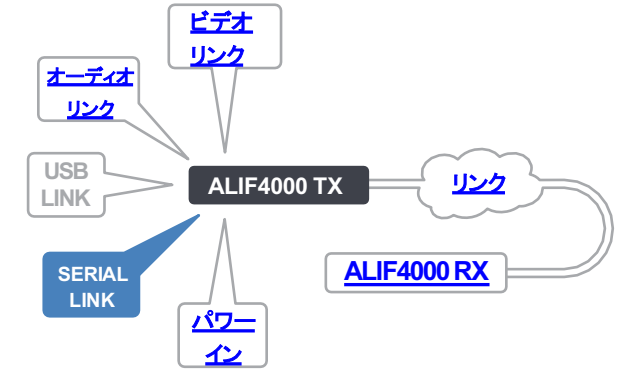 ビデオ
リンク
オーディオ
リンク
USB
LINK
ALIF4000 TX
リンク
SERIAL
LINK
ALIF4000 RX
パワー
イン